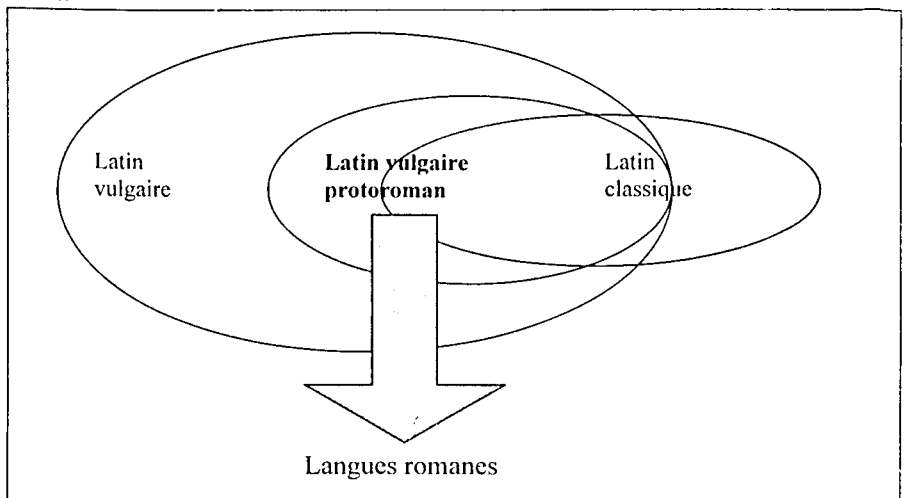 Latin
vulgaire
Latin vulgaire
protoroman
Latin
classique
Langues romanes